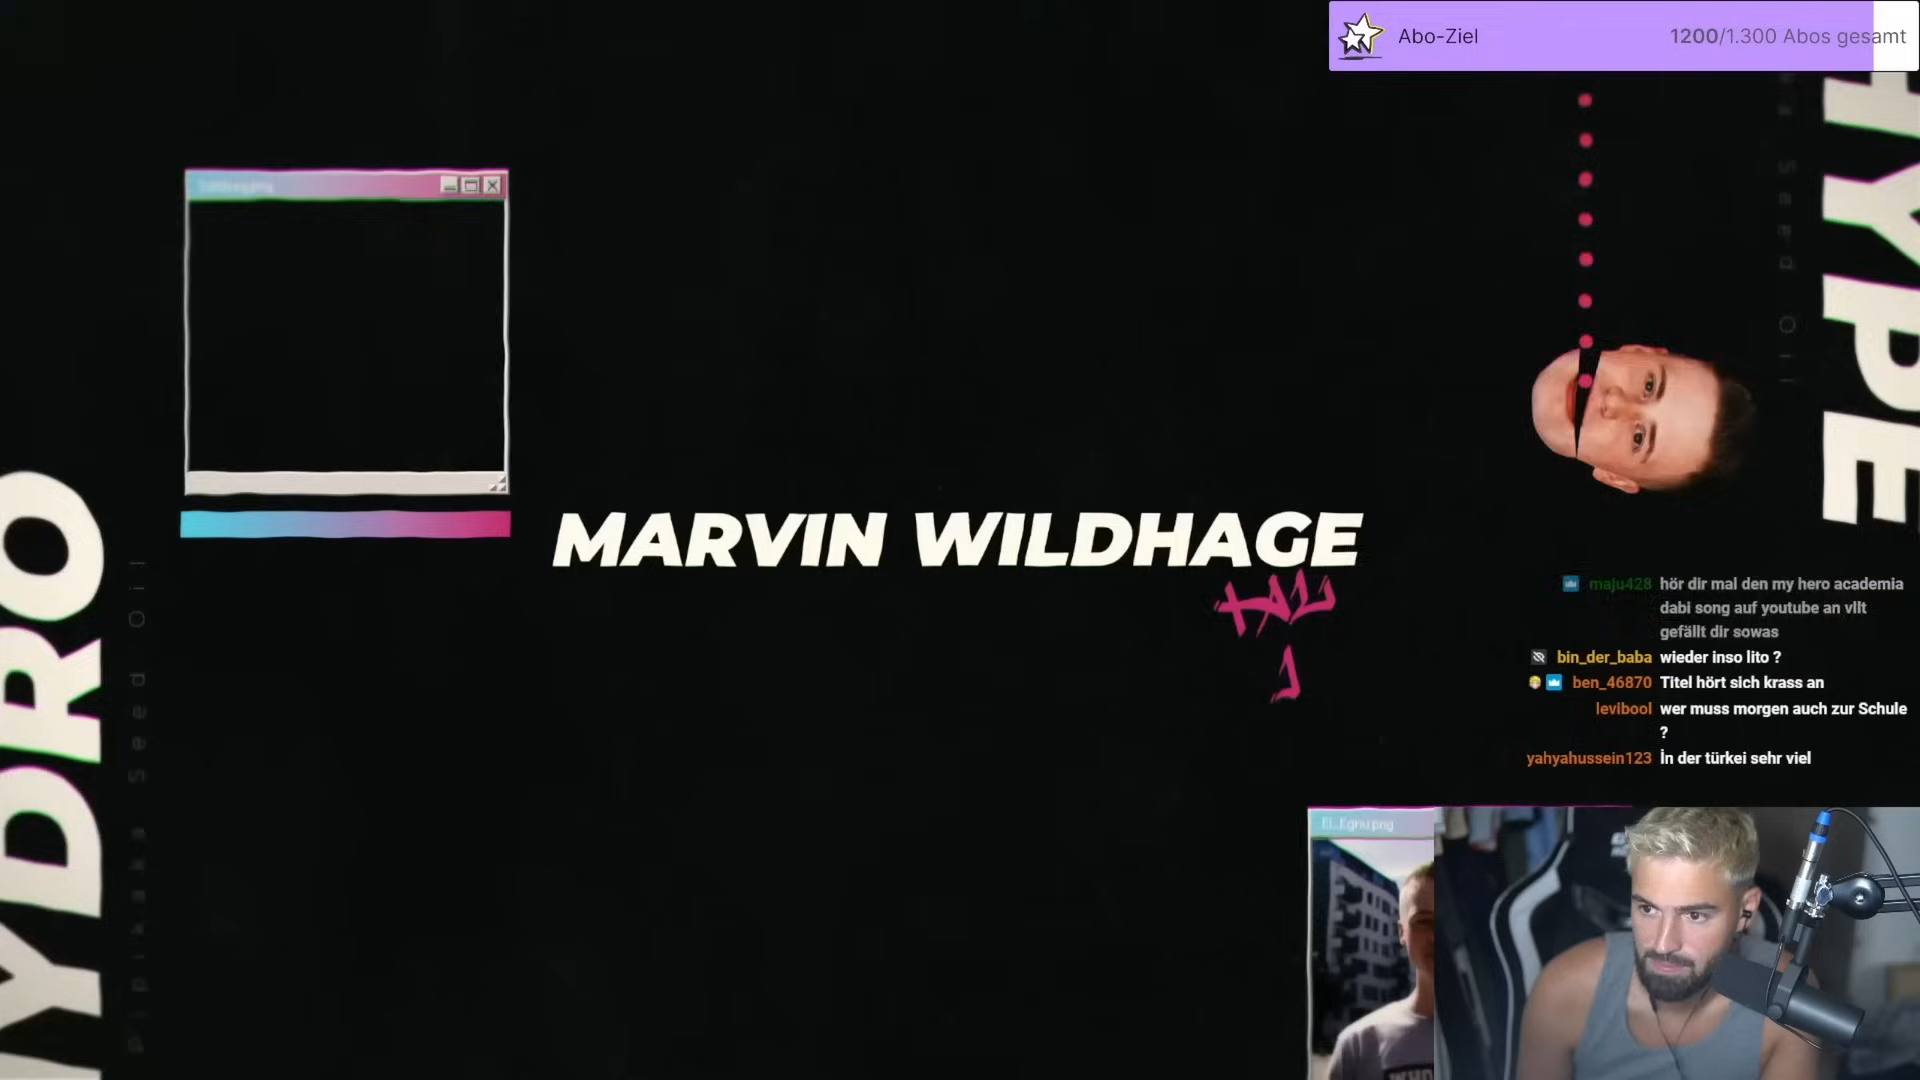 Abo-Ziel
1200/1.300 Abos gesamt
HYPE
HYDRO
MARVIN WILDHAGE
maju428 hör dir mal den my hero academia
dabi song auf youtube an vllt
gefällt dir sowas
bin_der_baba wieder inso lito ?
ben_46870 Titel hört sich krass an
levibool wer muss morgen auch zur Schule
?
yahyahussein123 İn der türkei sehr viel